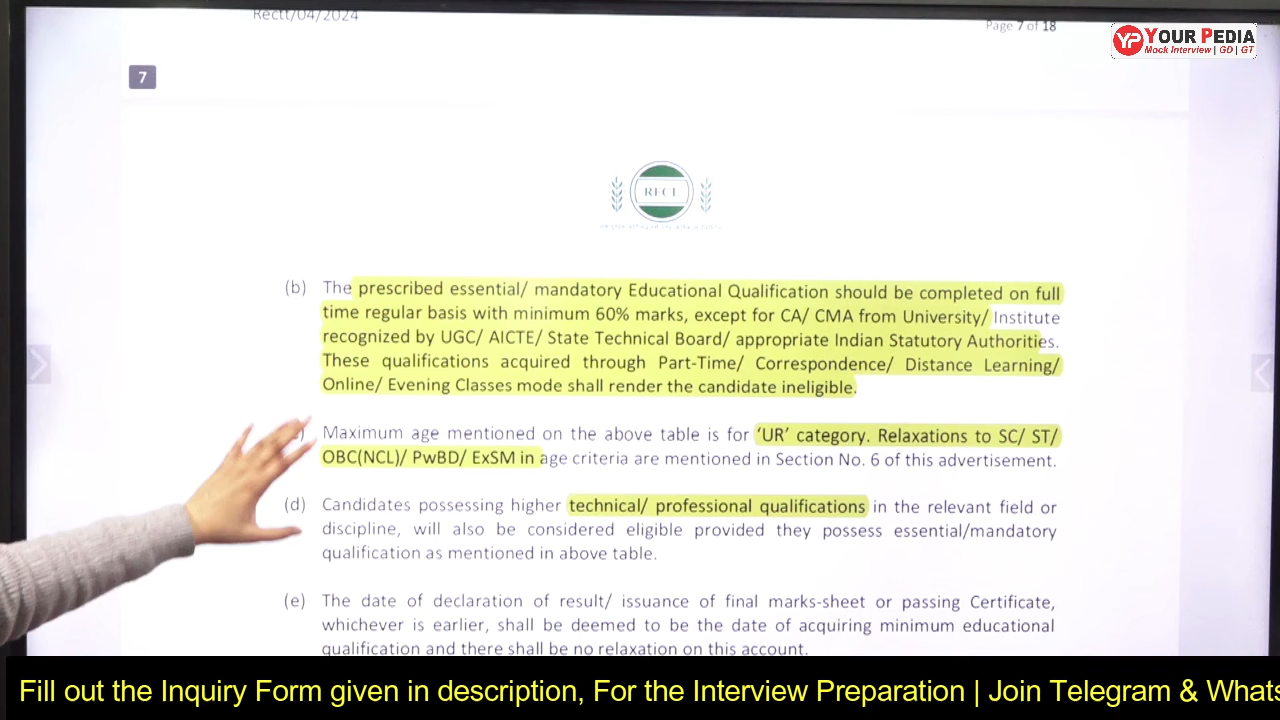 Rectt/04/2024
Page 7 of 18
YP YOUR PEDIA
Mock Interview | GD | GT
7
RFCL
(b) The prescribed essential/ mandatory Educational Qualification should be completed on full
time regular basis with minimum 60% marks, except for CA/ CMA from University/ Institute
recognized by UGC/ AICTE/ State Technical Board/ appropriate Indian Statutory Authorities.
These qualifications acquired through Part-Time/ Correspondence/ Distance Learning/
Online/ Evening Classes mode shall render the candidate ineligible.
Maximum age mentioned on the above table is for ‘UR’ category. Relaxations to SC/ ST/
OBC(NCL)/ PwBD/ ExSM in age criteria are mentioned in Section No. 6 of this advertisement.
(d) Candidates possessing higher technical/ professional qualifications in the relevant field or
discipline, will also be considered eligible provided they possess essential/mandatory
qualification as mentioned in above table.
(e) The date of declaration of result/ issuance of final marks-sheet or passing Certificate,
whichever is earlier, shall be deemed to be the date of acquiring minimum educational
qualification and there shall be no relaxation on this account.
Fill out the Inquiry Form given in description, For the Interview Preparation | Join Telegram & Whats